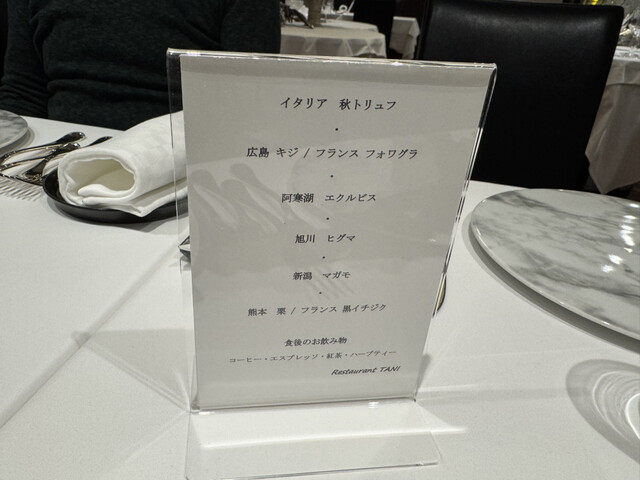 イタリア 秋トリュフ
・
広島 キジ / フランス フォワグラ
・
阿寒湖 エクルビス
・
旭川 ヒグマ
・
新潟 マガモ
・
熊本 栗 / フランス 黒イチジク
食後のお飲み物
コーヒー・エスプレッソ・紅茶・ハーブティー
Restaurant TANI